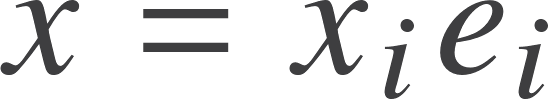 x = x_i e_i